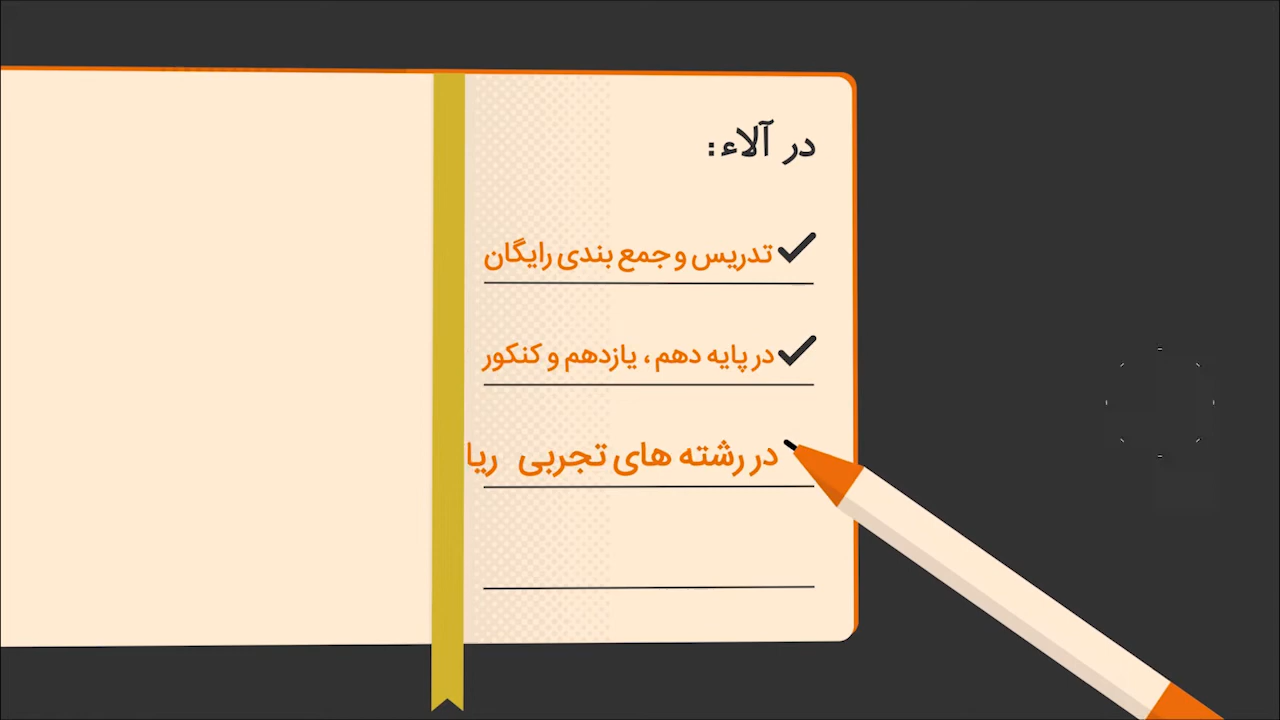 در آلاء:
تدریس و جمع بندی رایگان
در پایه دهم ، یازدهم و کنکور
در رشته های تجربی